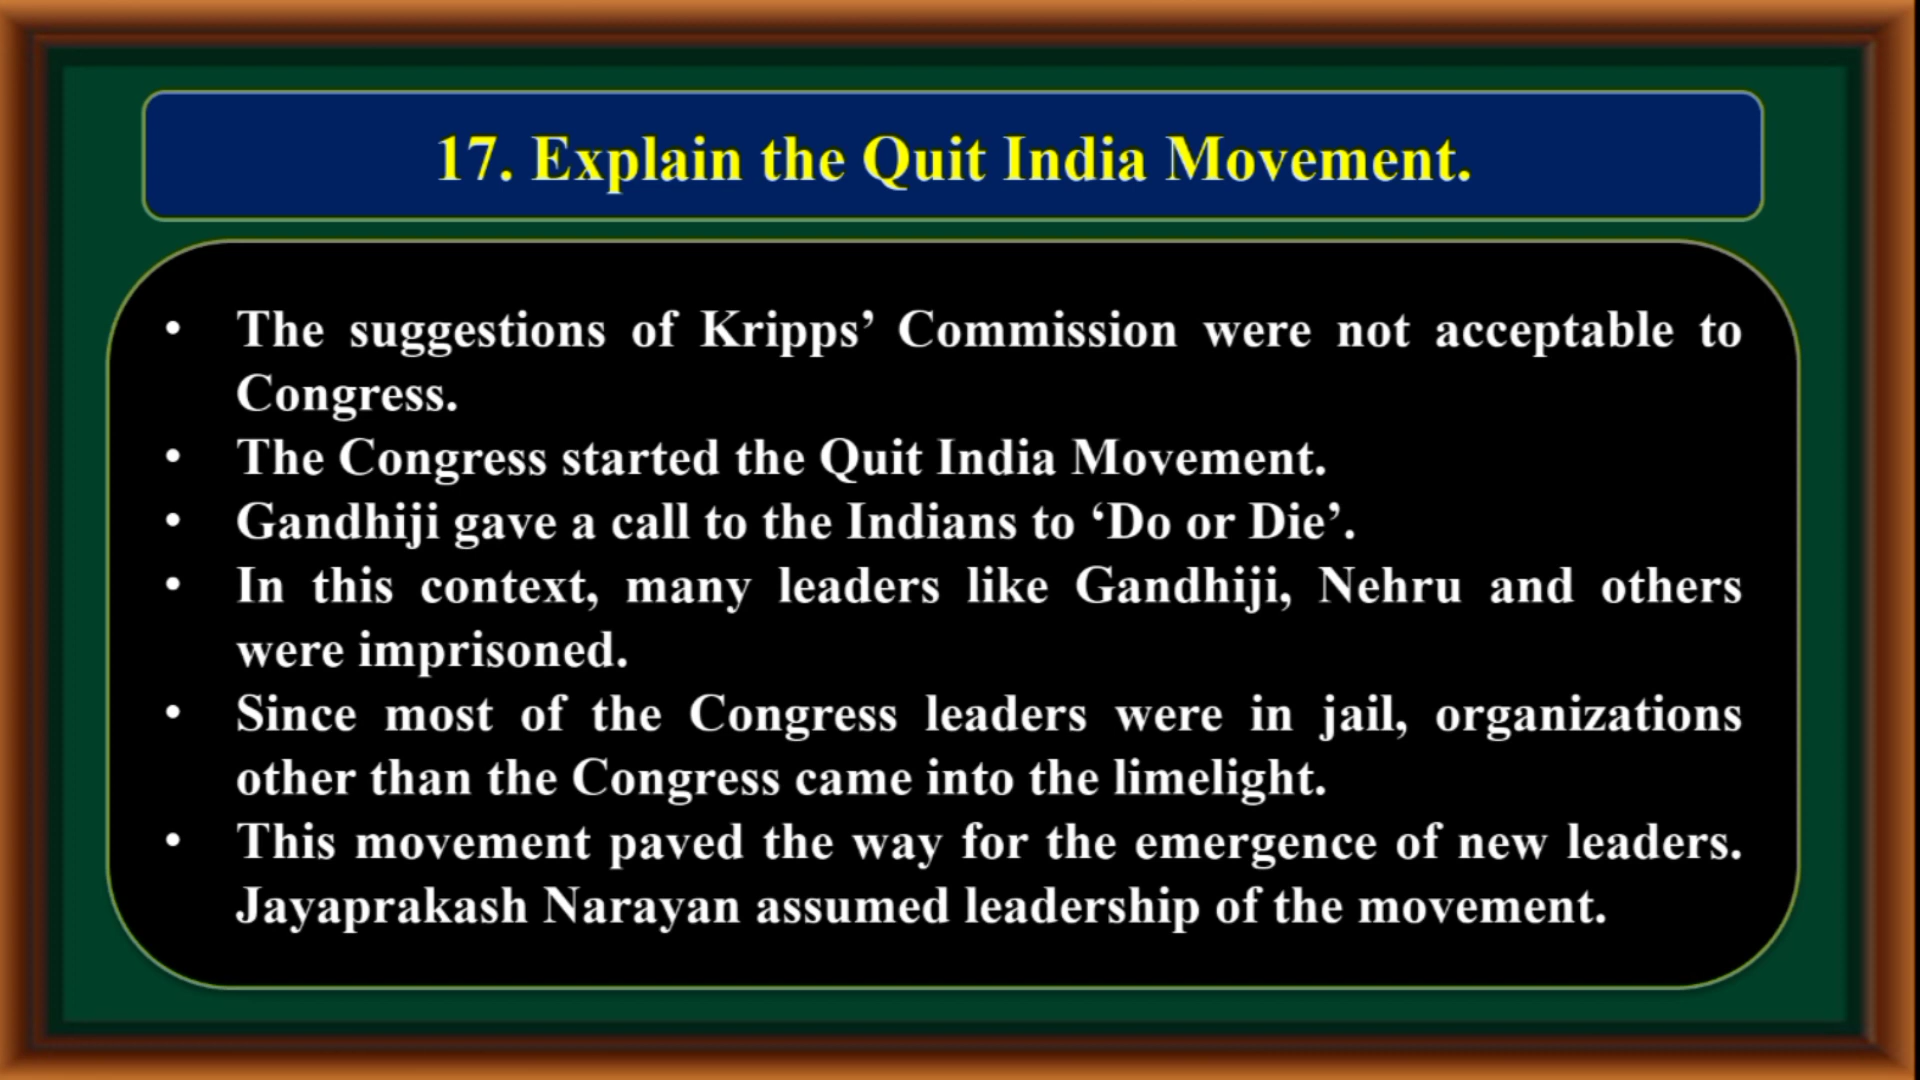 17. Explain the Quit India Movement.
• The suggestions of Kripps’ Commission were not acceptable to
Congress.
• The Congress started the Quit India Movement.
• Gandhiji gave a call to the Indians to ‘Do or Die’.
• In this context, many leaders like Gandhiji, Nehru and others
were imprisoned.
• Since most of the Congress leaders were in jail, organizations
other than the Congress came into the limelight.
• This movement paved the way for the emergence of new leaders.
Jayaprakash Narayan assumed leadership of the movement.